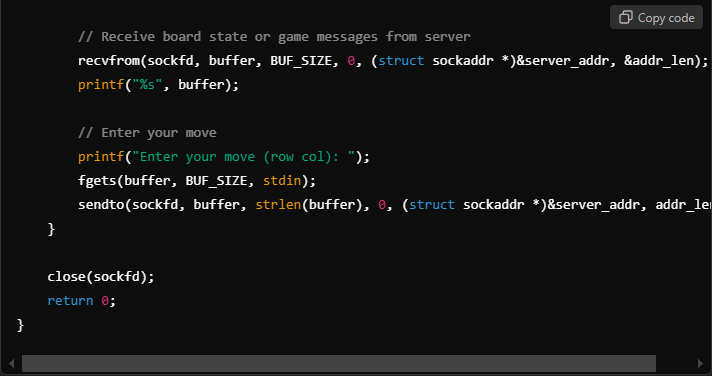 Copy code
// Receive board state or game messages from server
recvfrom(sockfd, buffer, BUF_SIZE, 0, (struct sockaddr *)&server_addr, &addr_len);
printf("%s", buffer);
// Enter your move
printf("Enter your move (row col): ");
fgets(buffer, BUF_SIZE, stdin);
sendto(sockfd, buffer, strlen(buffer), 0, (struct sockaddr *)&server_addr, addr_le
}
close(sockfd);
return 0;
}